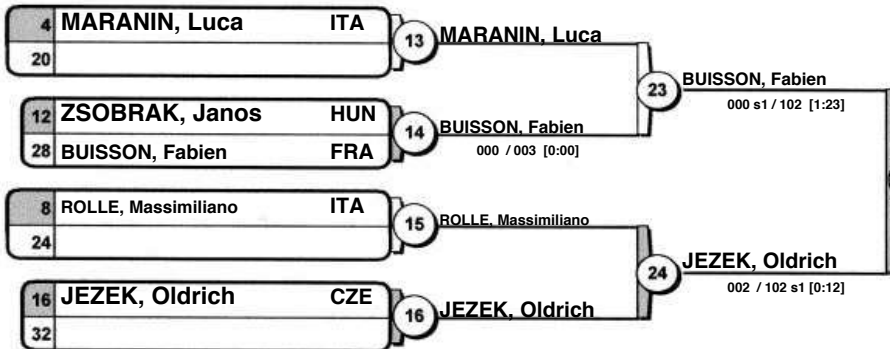 4 MARANIN, Luca ITA
20
13 MARANIN, Luca
12 ZSOBRAK, Janos HUN
28 BUISSON, Fabien FRA
14 BUISSON, Fabien
000 / 003 [0:00]
23 BUISSON, Fabien
000 s1 / 102 [1:23]
8 ROLLE, Massimiliano ITA
24
15 ROLLE, Massimiliano
16 JEZEK, Oldrich CZE
32
16 JEZEK, Oldrich
24 JEZEK, Oldrich
002 / 102 s1 [0:12]